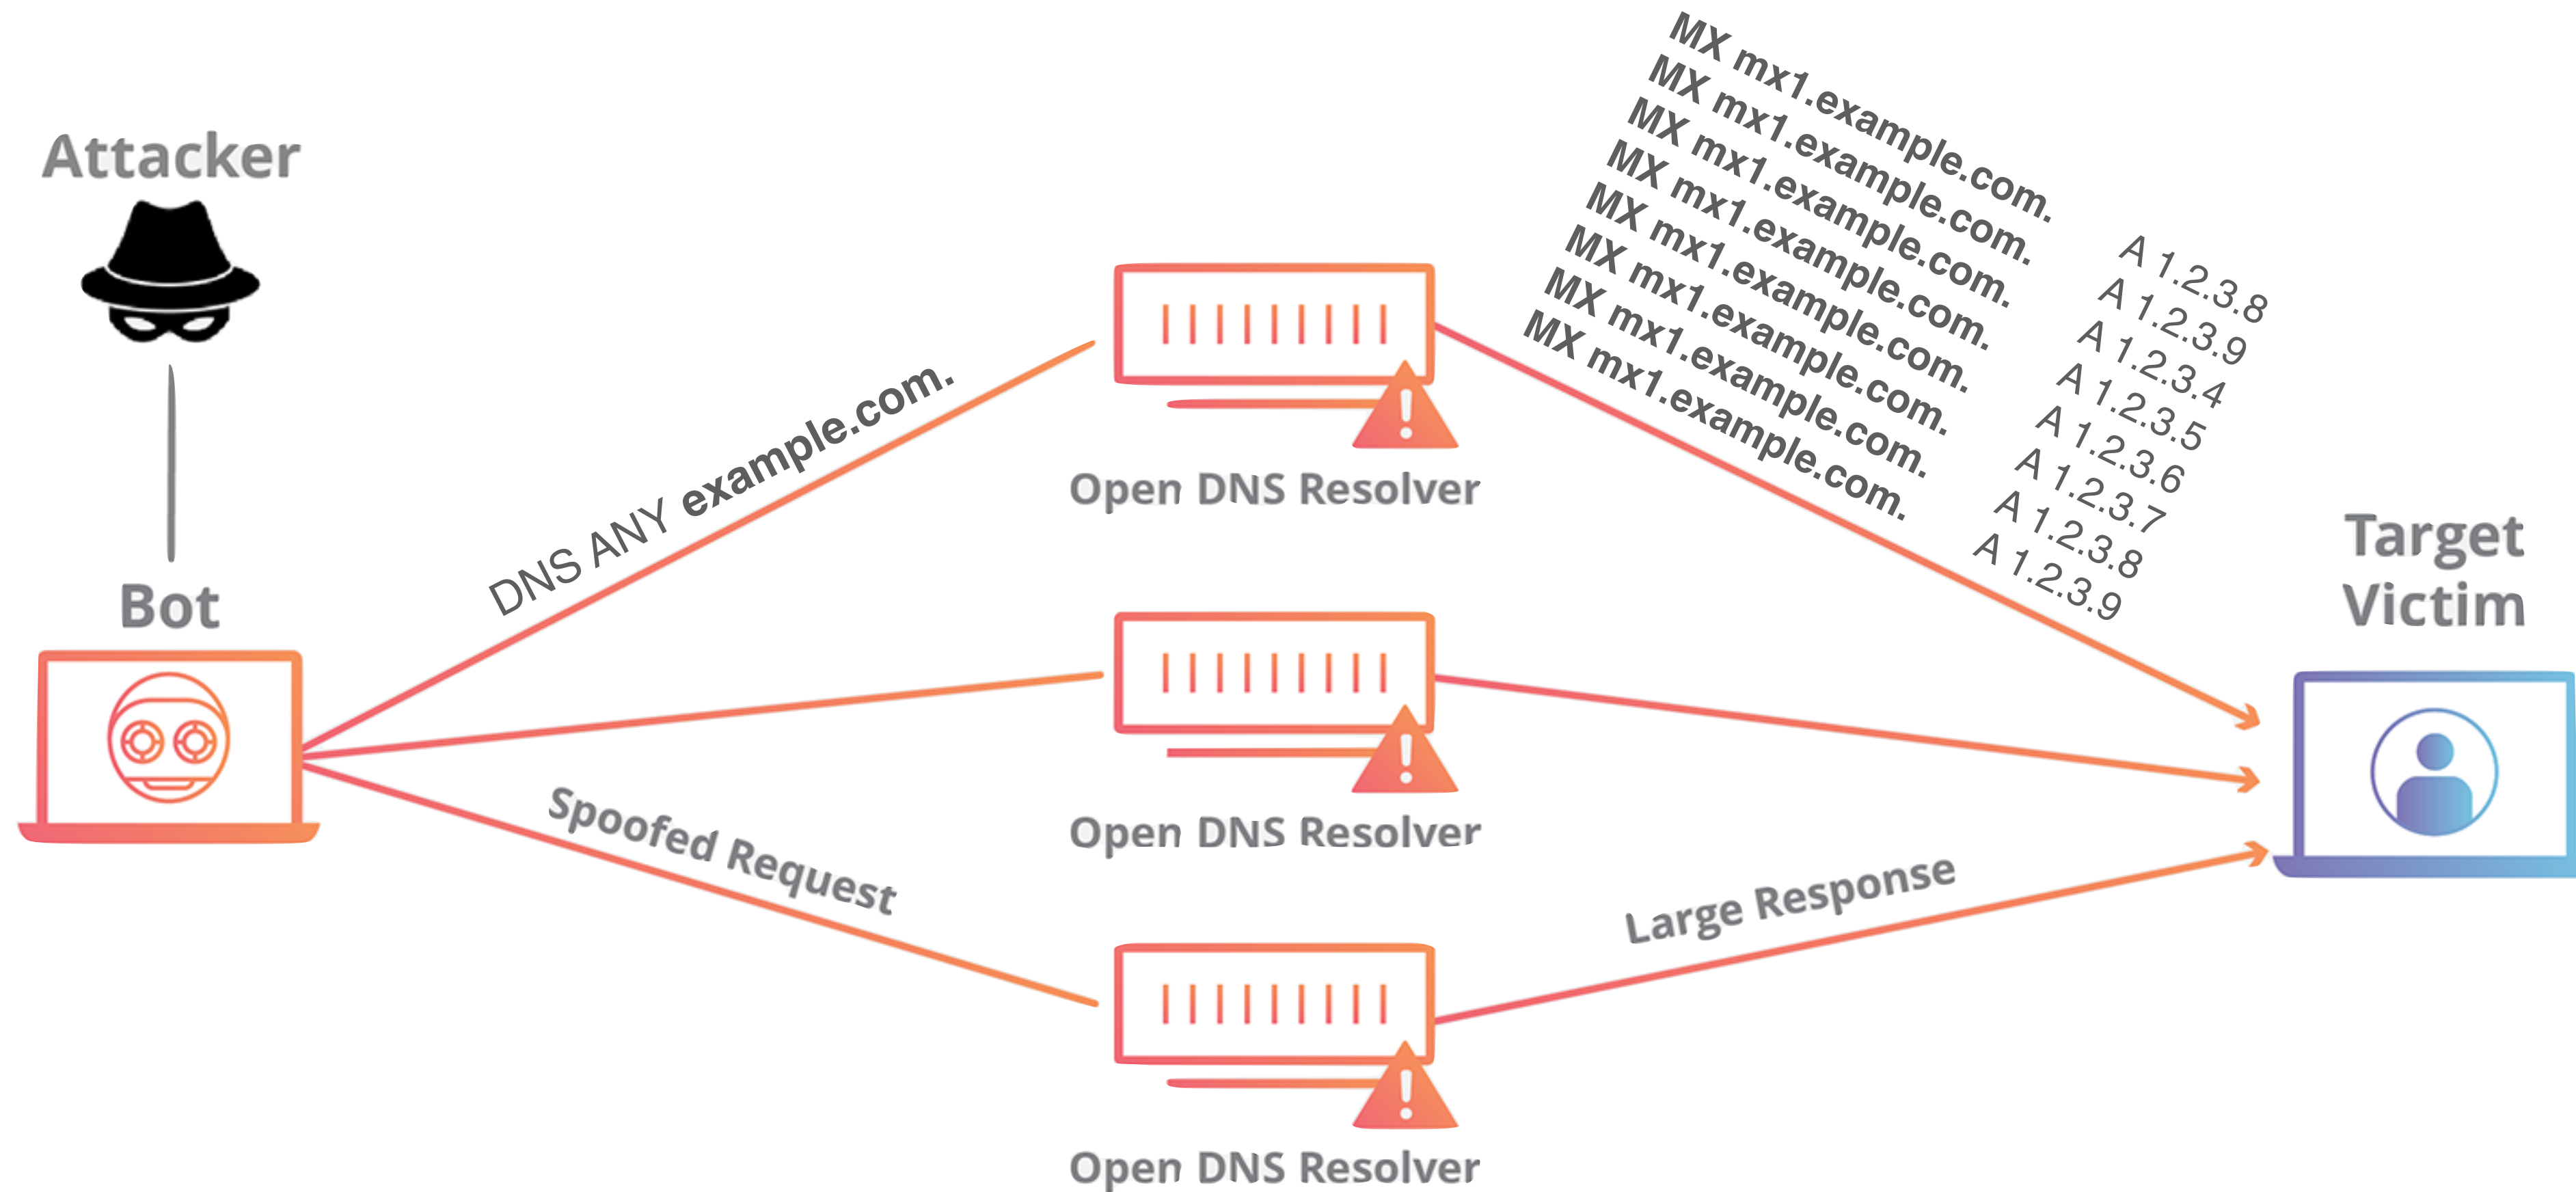 Attacker
Bot
DNS ANY example.com.
Spoofed Request
Open DNS Resolver
Open DNS Resolver
Open DNS Resolver
MX mx1.example.com.
MX mx1.example.com.
MX mx1.example.com.
MX mx1.example.com.
MX mx1.example.com.
MX mx1.example.com.
MX mx1.example.com.
MX mx1.example.com.
A 1.2.3.8
A 1.2.3.9
A 1.2.3.4
A 1.2.3.5
A 1.2.3.6
A 1.2.3.7
A 1.2.3.8
A 1.2.3.9
Large Response
Target
Victim